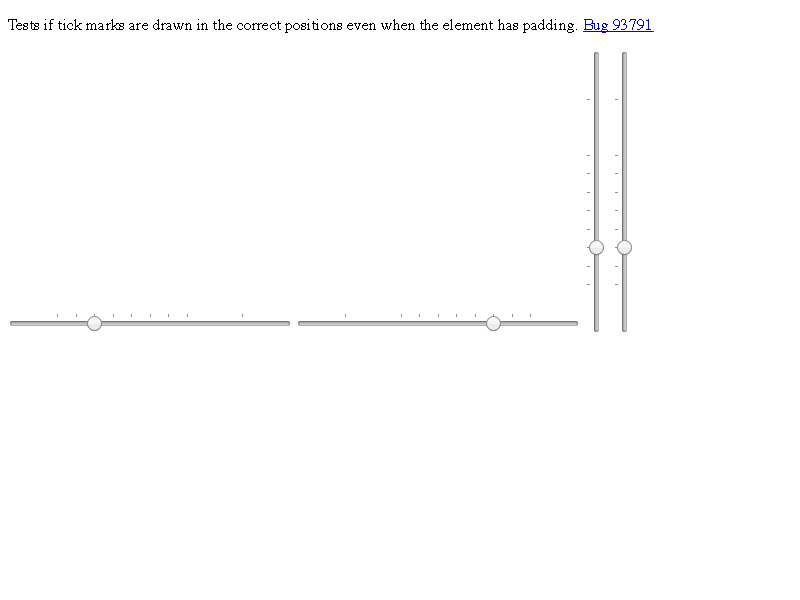 Tests if tick marks are drawn in the correct positions even when the element has padding. Bug 93791